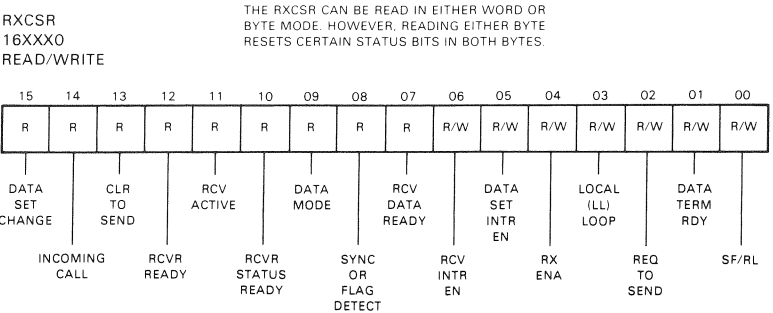 RXCSR
16XXX0
READ/WRITE
THE RXCSR CAN BE READ IN EITHER WORD OR
BYTE MODE. HOWEVER, READING EITHER BYTE
RESETS CERTAIN STATUS BITS IN BOTH BYTES.
15 14 13 12 11 10 09 08 07 06 05 04 03 02 01 00
R R R R R R R R R R/W R/W R/W R/W R/W R/W R/W
DATA
SET
CHANGE
INCOMING
CALL
CLR
TO
SEND
RCVR
READY
RCV
ACTIVE
RCVR
STATUS
READY
DATA
MODE
SYNC
OR
FLAG
DETECT
RCV
DATA
READY
RCV
INTR
EN
DATA
SET
INTR
EN
RX
ENA
LOCAL
(LL)
LOOP
REQ
TO
SEND
DATA
TERM
RDY
SF/RL